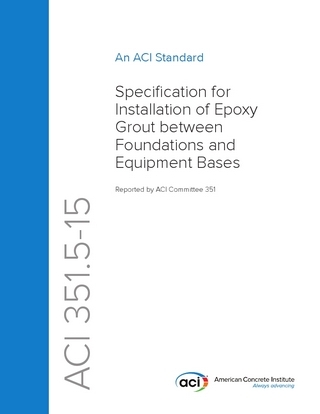 An ACI Standard
Specification for
Installation of Epoxy
Grout between
Foundations and
Equipment Bases
Reported by ACI Committee 351
ACI 351.5-15
aci
American Concrete Institute
Always advancing